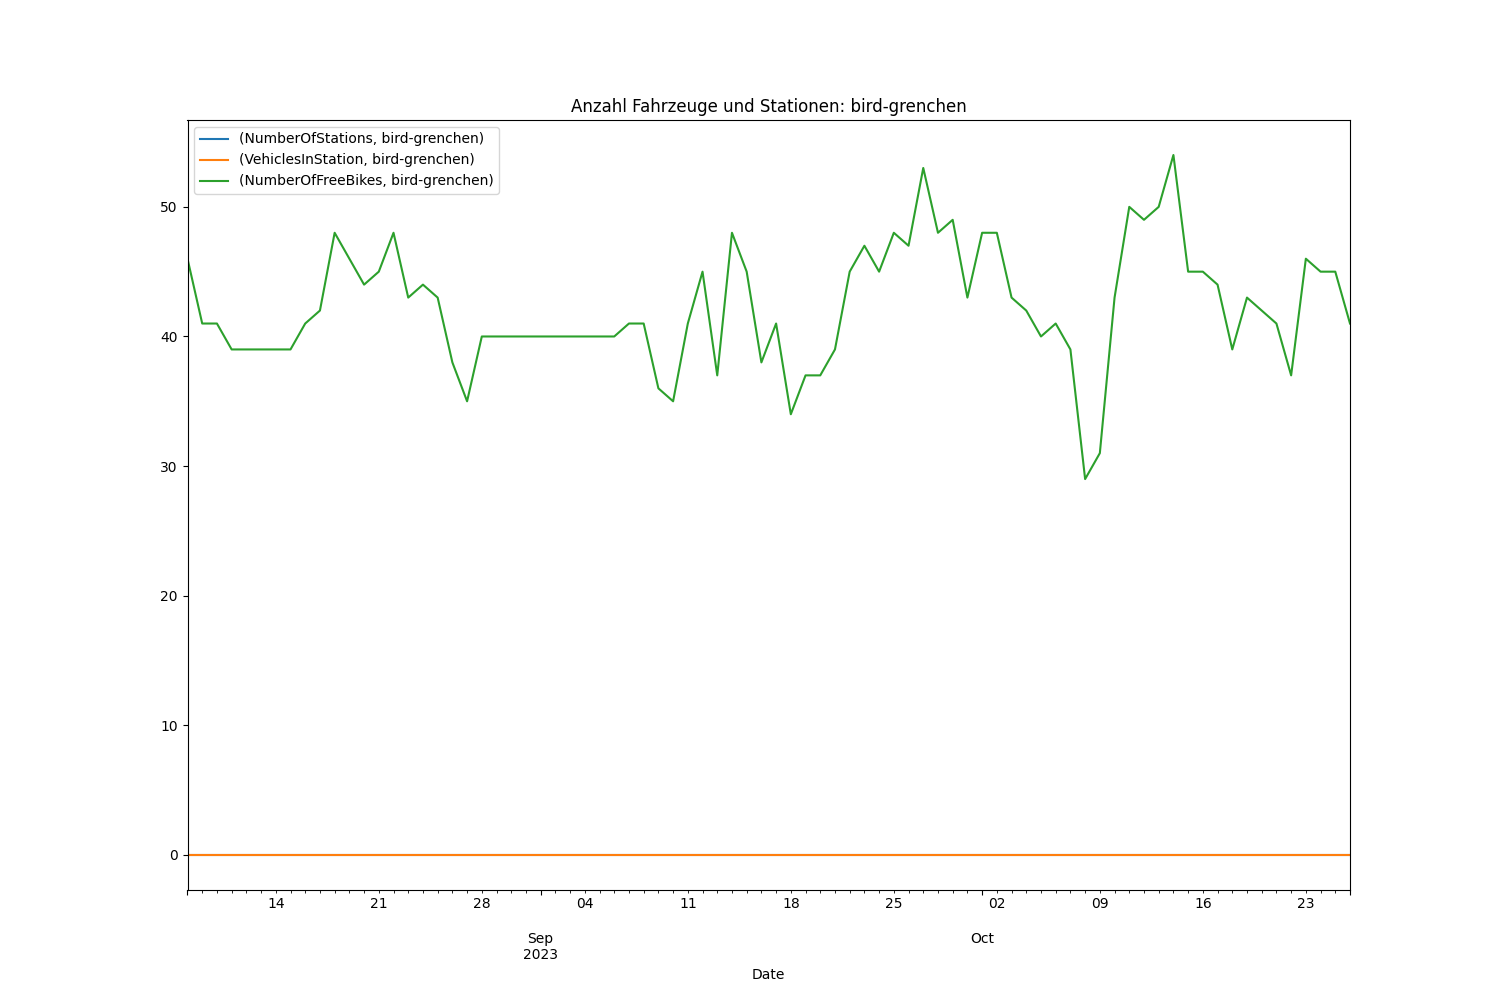 Anzahl Fahrzeuge und Stationen: bird-grenchen
(NumberOfStations, bird-grenchen)
(VehiclesInStation, bird-grenchen)
(NumberOfFreeBikes, bird-grenchen)
50
40
30
20
10
0
14 21 28 04 11 18 25 02 09 16 23
Sep Oct
2023
Date